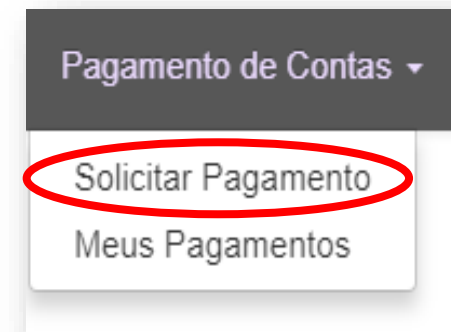 Pagamento de Contas
Solicitar Pagamento
Meus Pagamentos